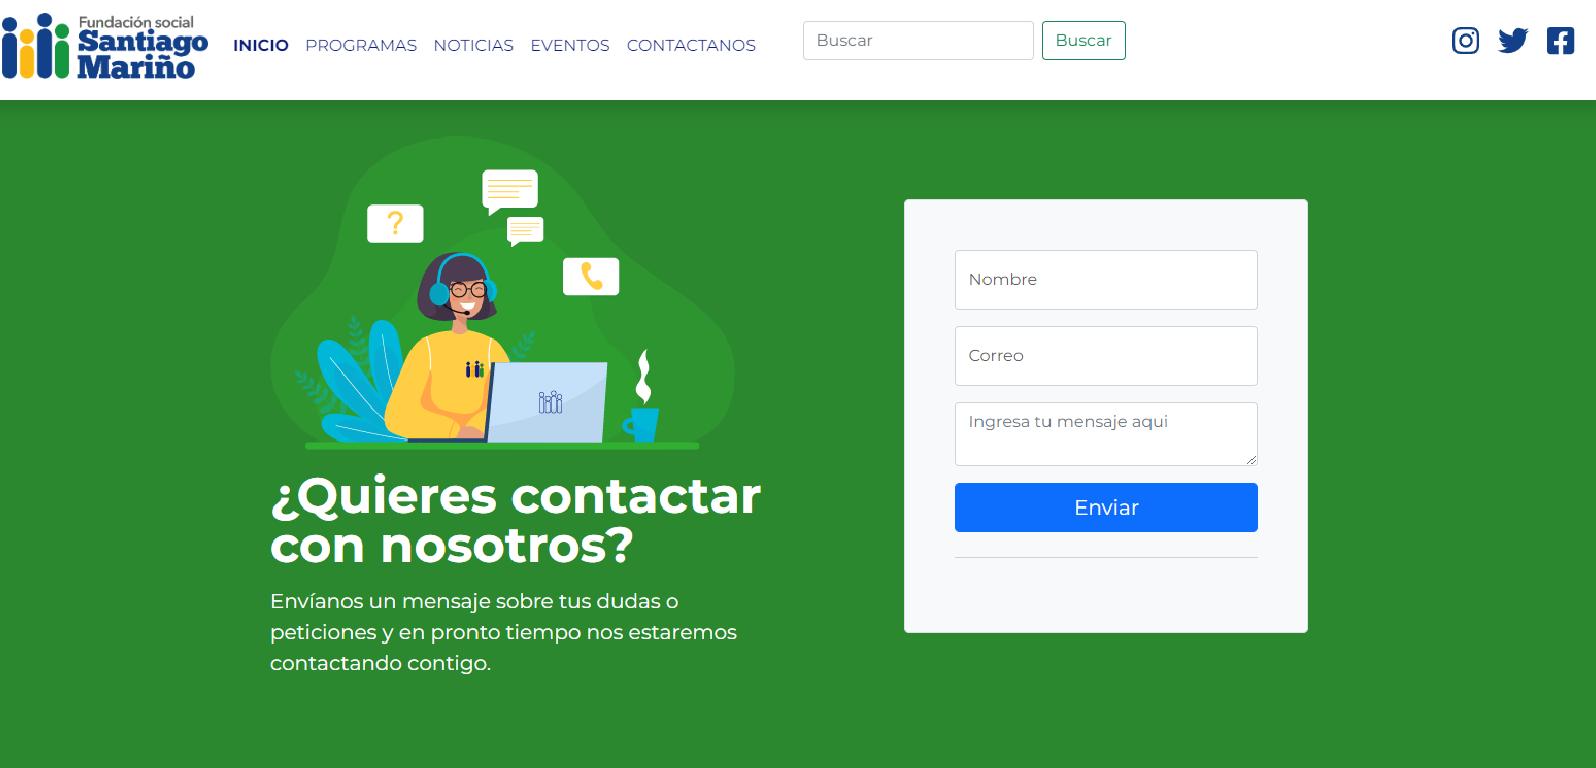 Fundación social
Santiago
Mariño
INICIO PROGRAMAS NOTICIAS EVENTOS CONTACTANOS
Buscar
Buscar
?
¿Quieres contactar
con nosotros?
Envíanos un mensaje sobre tus dudas o
peticiones y en pronto tiempo nos estaremos
contactando contigo.
Nombre
Correo
Ingresa tu mensaje aqui
Enviar